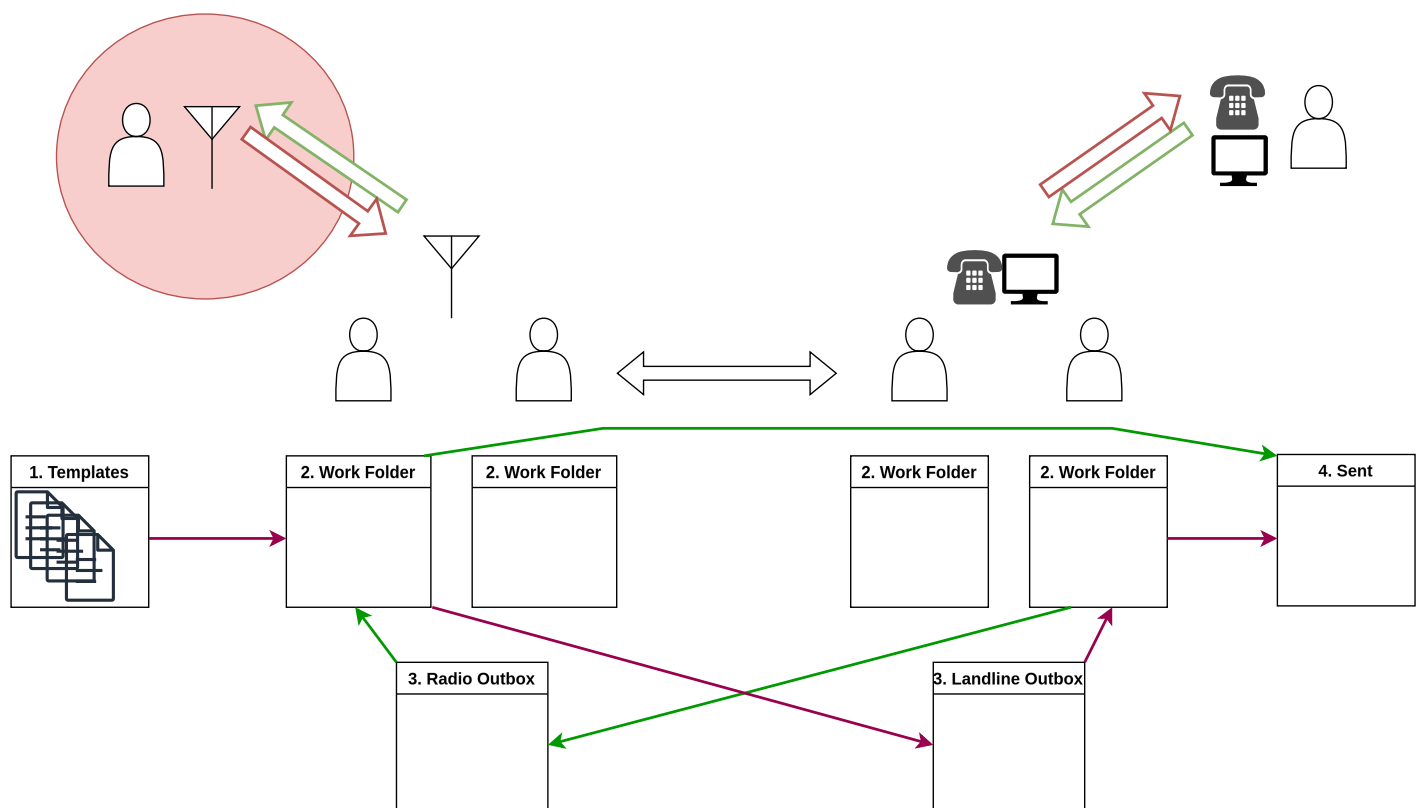 1. Templates
2. Work Folder
2. Work Folder
2. Work Folder
2. Work Folder
4. Sent
3. Radio Outbox
3. Landline Outbox